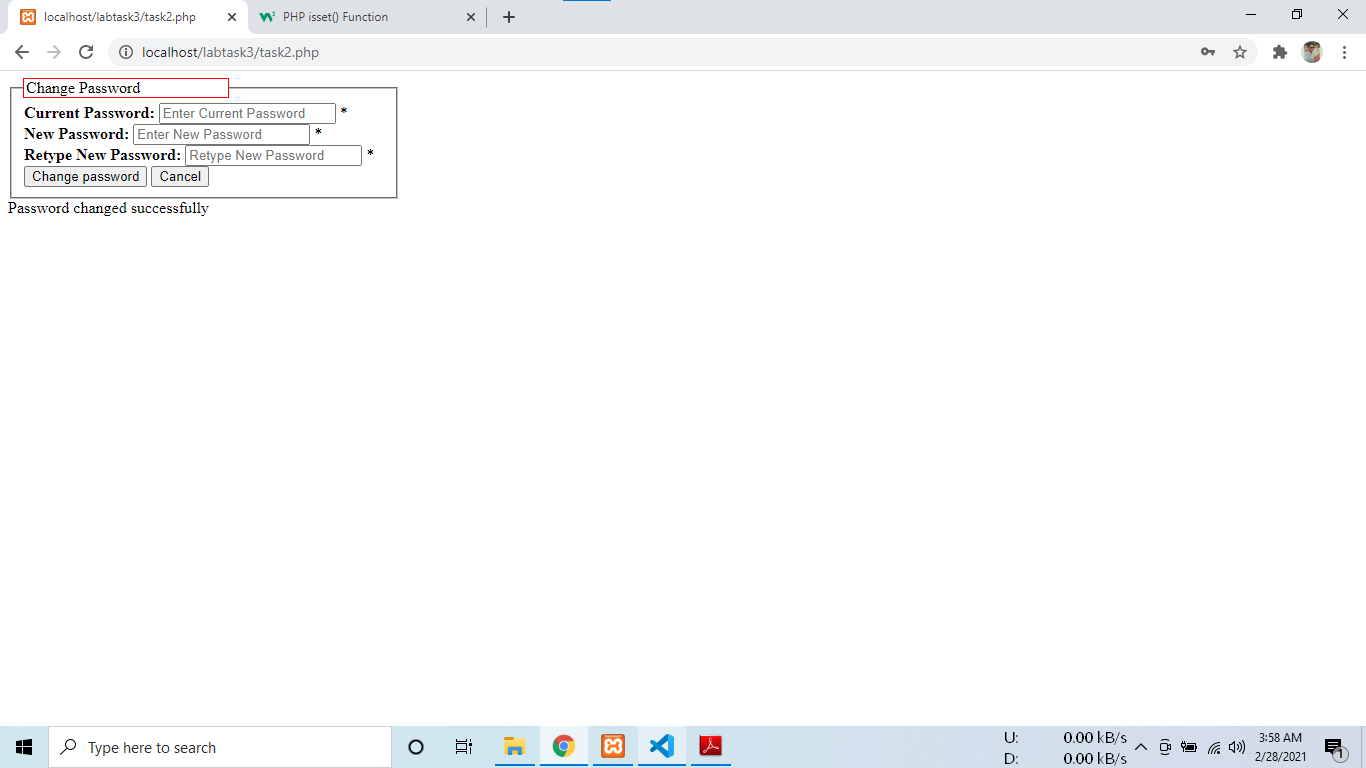 localhost/labtask3/task2.php
PHP isset() Function
localhost/labtask3/task2.php
Change Password
Current Password: Enter Current Password *
New Password: Enter New Password *
Retype New Password: Retype New Password *
Change password Cancel
Password changed successfully
Type here to search
U: 0.00 kB/s
D: 0.00 kB/s
3:58 AM
2/28/2021
1